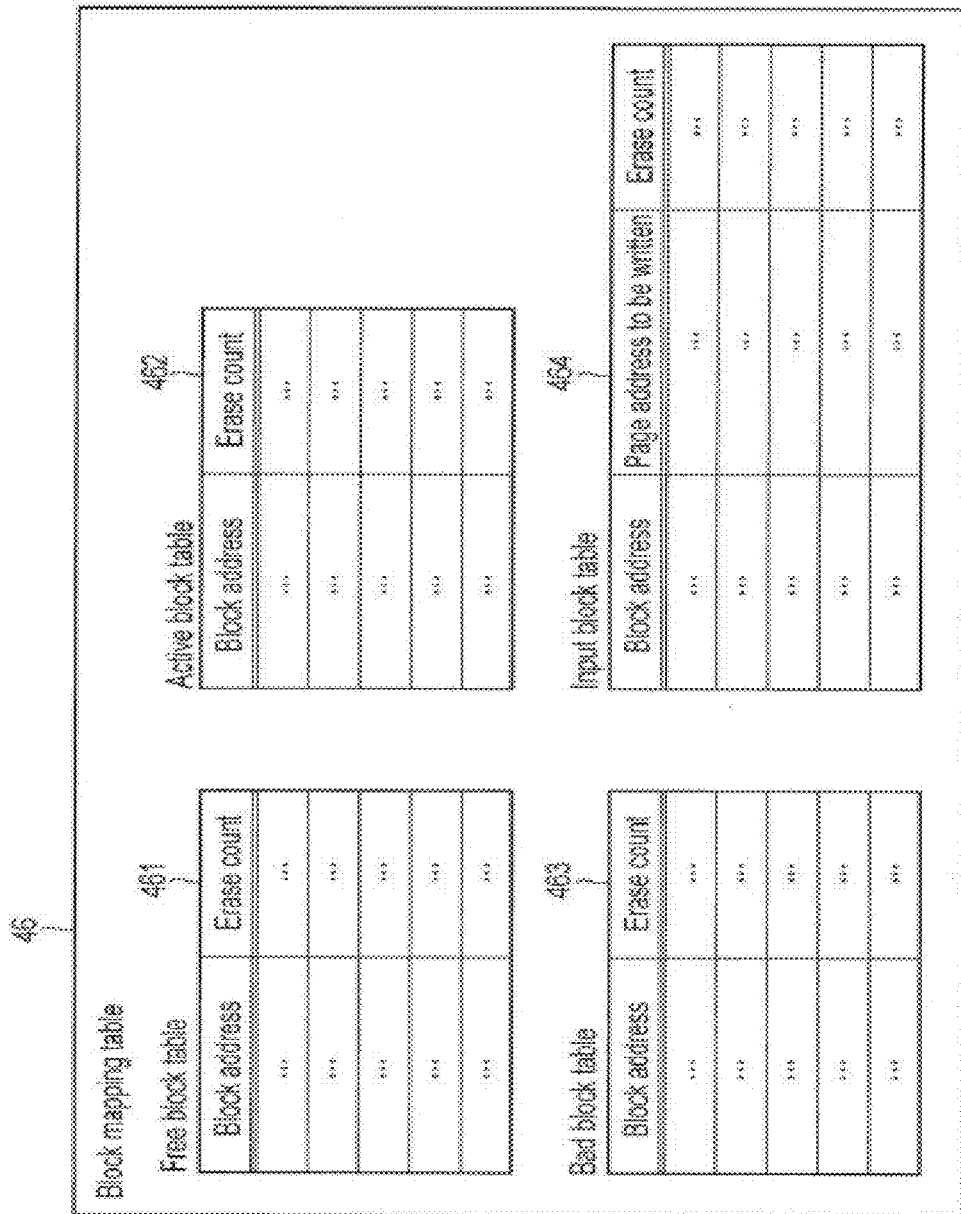 46
Block mapping table
Free block table
461
Block address Erase count
... ...
... ...
... ...
... ...
... ...
Active block table
462
Block address Erase count
... ...
... ...
... ...
... ...
... ...
Bad block table
463
Block address Erase count
... ...
... ...
... ...
... ...
... ...
Input block table
464
Block address Page address to be written Erase count
... ... ...
... ... ...
... ... ...
... ... ...
... ... ...